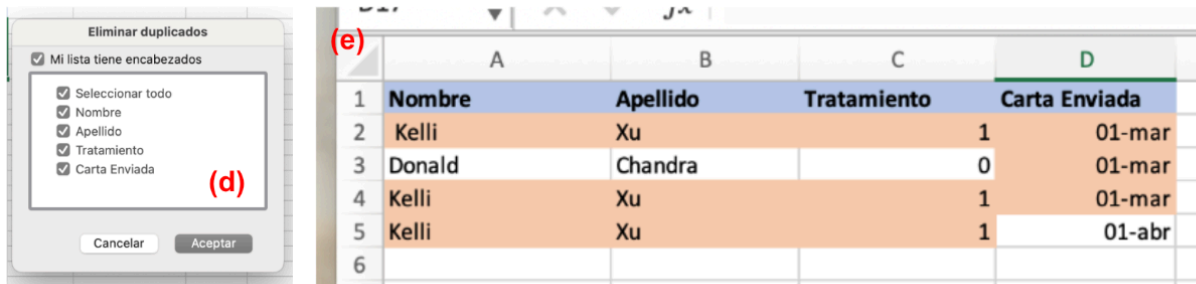 Eliminar duplicados
Mi lista tiene encabezados
Seleccionar todo
Nombre
Apellido
Tratamiento
Carta Enviada
(d)
Cancelar Aceptar
(e)
A B C D
1 Nombre Apellido Tratamiento Carta Enviada
2 Kelli Xu 1 01-mar
3 Donald Chandra 0 01-mar
4 Kelli Xu 1 01-mar
5 Kelli Xu 1 01-abr
6